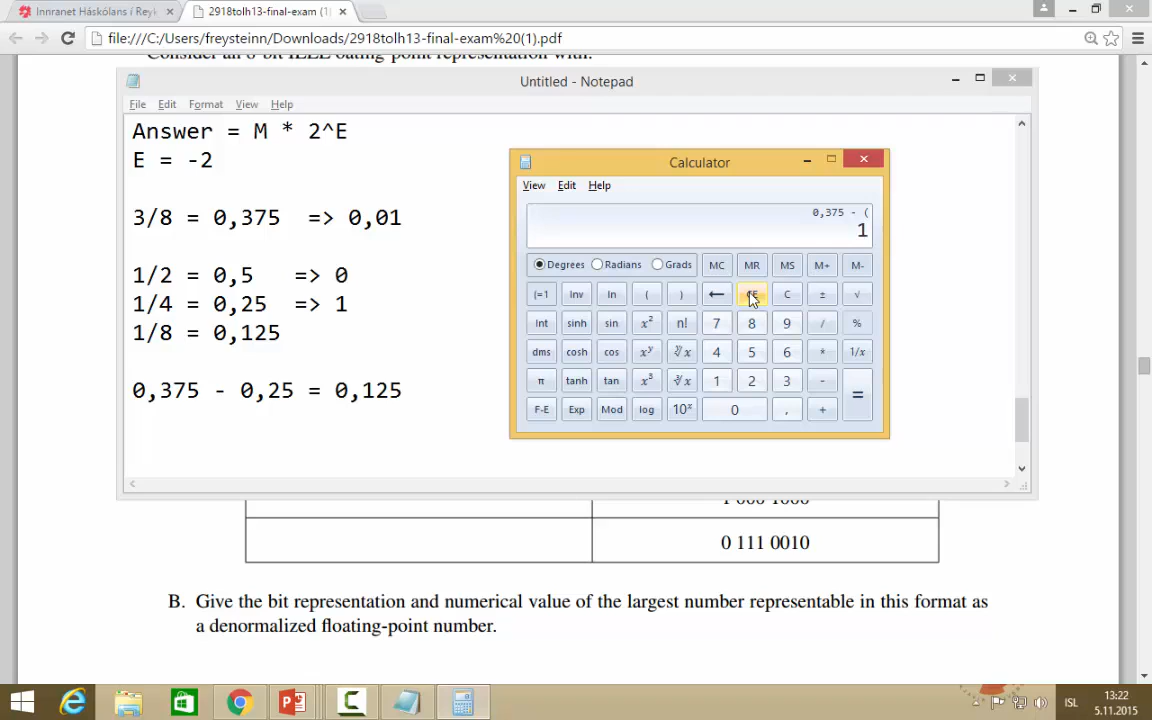 Innranet Háskólans í Reyk
2918tolh13-final-exam (1)
file:///C:/Users/freysteinn/Downloads/2918tolh13-final-exam%20(1).pdf
Untitled - Notepad
File Edit Format View Help
Answer = M * 2^E
E = -2
3/8 = 0,375 => 0,01
1/2 = 0,5 => 0
1/4 = 0,25 => 1
1/8 = 0,125
0,375 - 0,25 = 0,125
Calculator
View Edit Help
0,375 - (
1
Degrees Radians Grads MC MR MS M+ M-
(=1 Inv ln ( ) ← CE C ± √
Int sinh sin x² n! 7 8 9 / %
dms cosh cos xʸ ʸ√x 4 5 6 * 1/x
π tanh tan x³ ³√x 1 2 3 - =
F-E Exp Mod log 10ˣ 0 , +
0 111 0010
B. Give the bit representation and numerical value of the largest number representable in this format as
a denormalized floating-point number.
ISL
13:22
5.11.2015